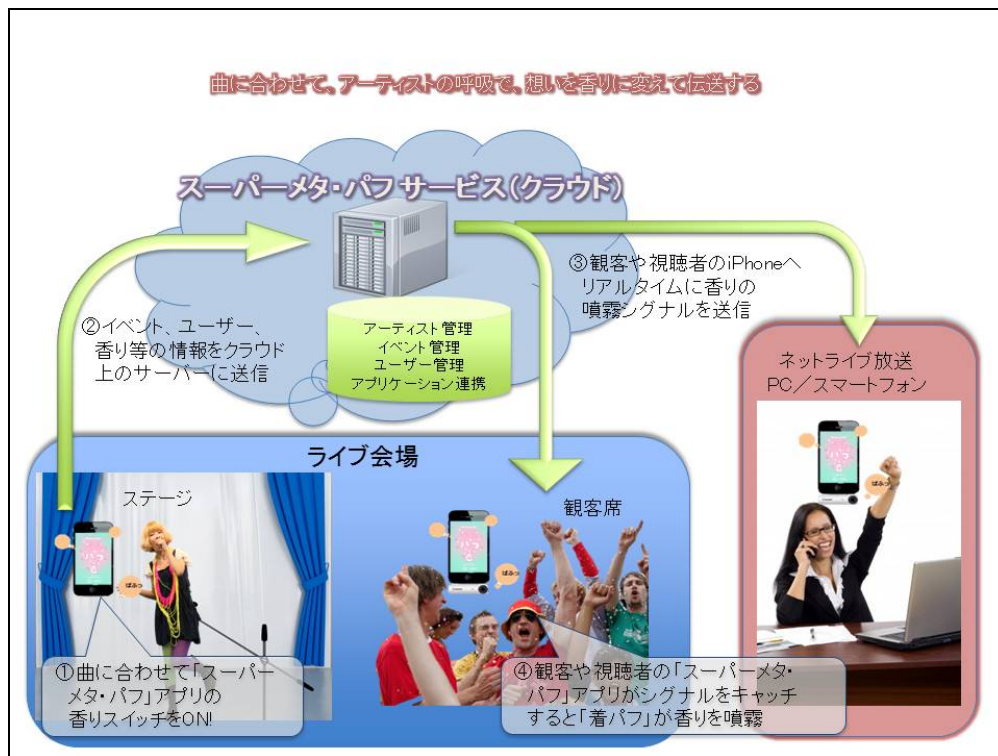 曲に合わせて、アーティストの呼吸で、想いを香りに変えて伝送する
スーパーメタ・パフ サービス(クラウド)
②イベント、ユーザー、
香り等の情報をクラウド
上のサーバーに送信
アーティスト管理
イベント管理
ユーザー管理
アプリケーション連携
③観客や視聴者のiPhoneへ
リアルタイムに香りの
噴霧シグナルを送信
ネットライブ放送
PC/スマートフォン
ぱふっ
ライブ会場
ステージ
ぱふっ
観客席
ぱふっ
①曲に合わせて「スーパー
メタ・パフ」アプリの
香りスイッチをON!
④観客や視聴者の「スーパーメタ・
パフ」アプリがシグナルをキャッチ
すると「着パフ」が香りを噴霧